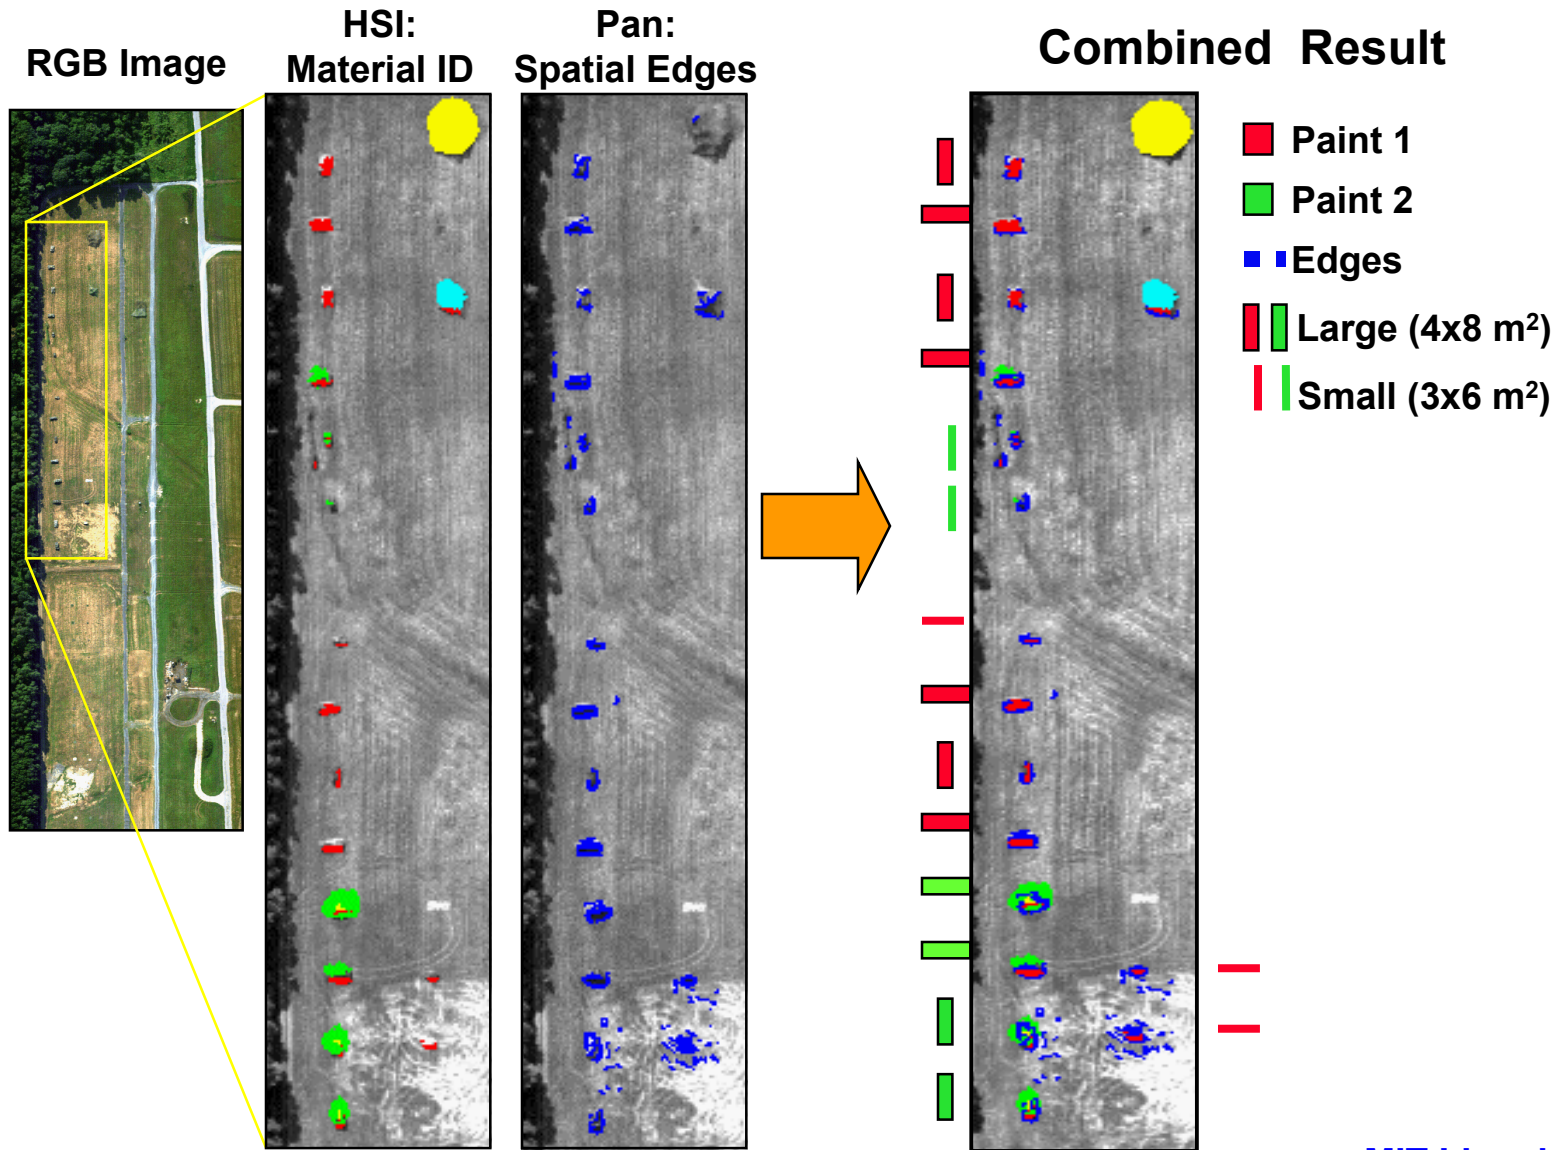 RGB Image
HSI:
Material ID
Pan:
Spatial Edges
Combined Result
Paint 1
Paint 2
Edges
Large (4x8 m²)
Small (3x6 m²)